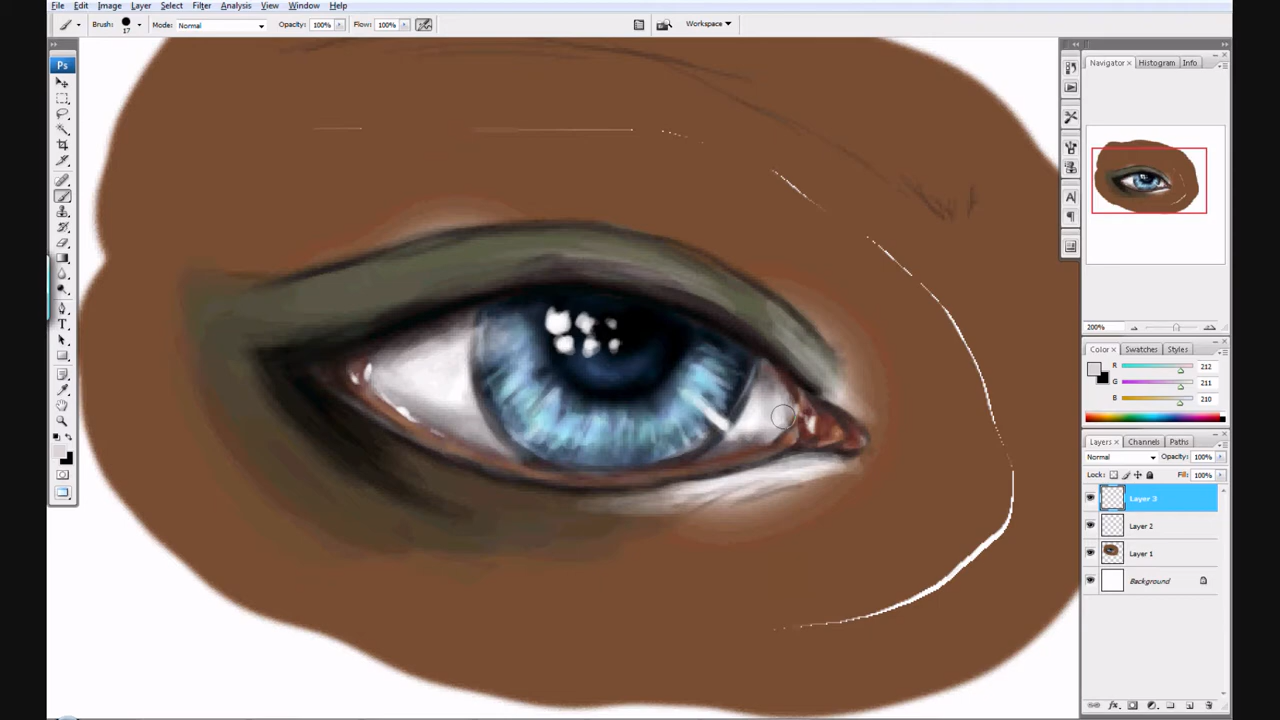 File Edit Image Layer Select Filter Analysis View Window Help
Brush: 17 Mode: Normal Opacity: 100% Flow: 100% Workspace
Ps
Navigator × Histogram Info
200%
Color × Swatches Styles
R 212
G 211
B 210
Layers × Channels Paths
Normal Opacity: 100%
Lock: Fill: 100%
Layer 3
Layer 2
Layer 1
Background